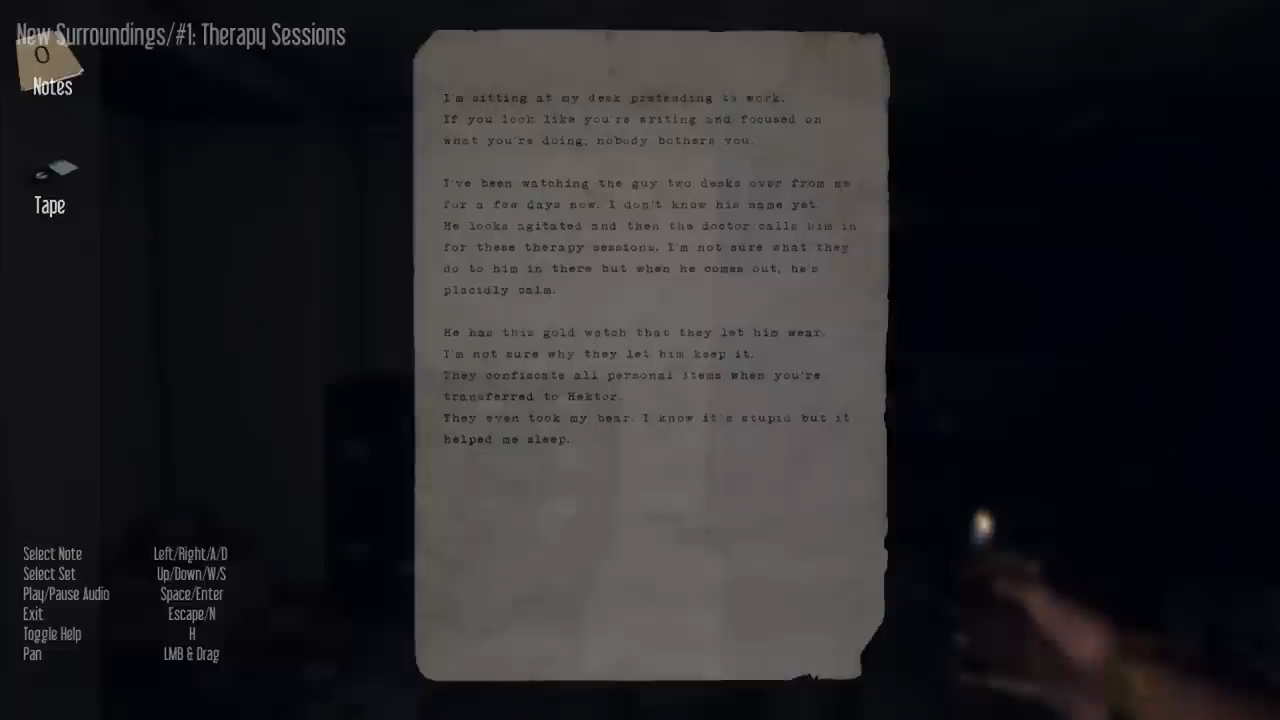 New Surroundings/#1: Therapy Sessions
0
Notes
Tape
I'm sitting at my desk pretending to work.
If you look like you're writing and focused on
what you're doing, nobody bothers you.
I've been watching the guy two desks over from me
for a few days now. I don't know his name yet.
He looks agitated and then the doctor calls him in
for these therapy sessions. I'm not sure what they
do to him in there but when he comes out, he's
placidly calm.
He has this gold watch that they let him wear.
I'm not sure why they let him keep it.
They confiscate all personal items when you're
transferred to Hektor.
They even took my bear. I know it's stupid but it
helped me sleep.
Select Note Left/Right/A/D
Select Set Up/Down/W/S
Play/Pause Audio Space/Enter
Exit Escape/N
Toggle Help H
Pan LMB & Drag